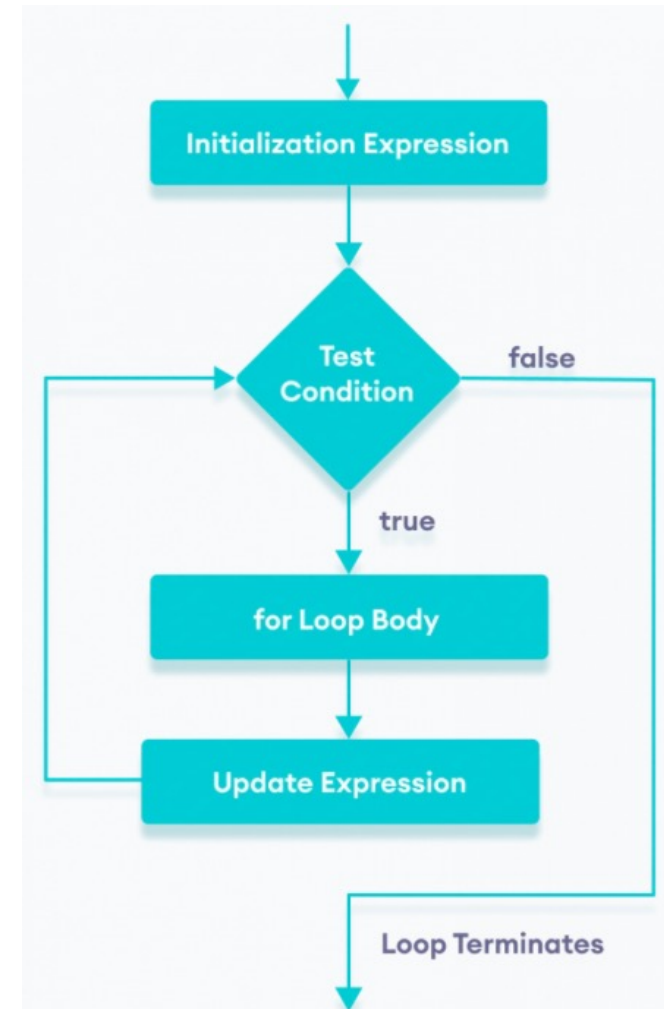 Initialization Expression
Test
Condition
false
true
for Loop Body
Update Expression
Loop Terminates